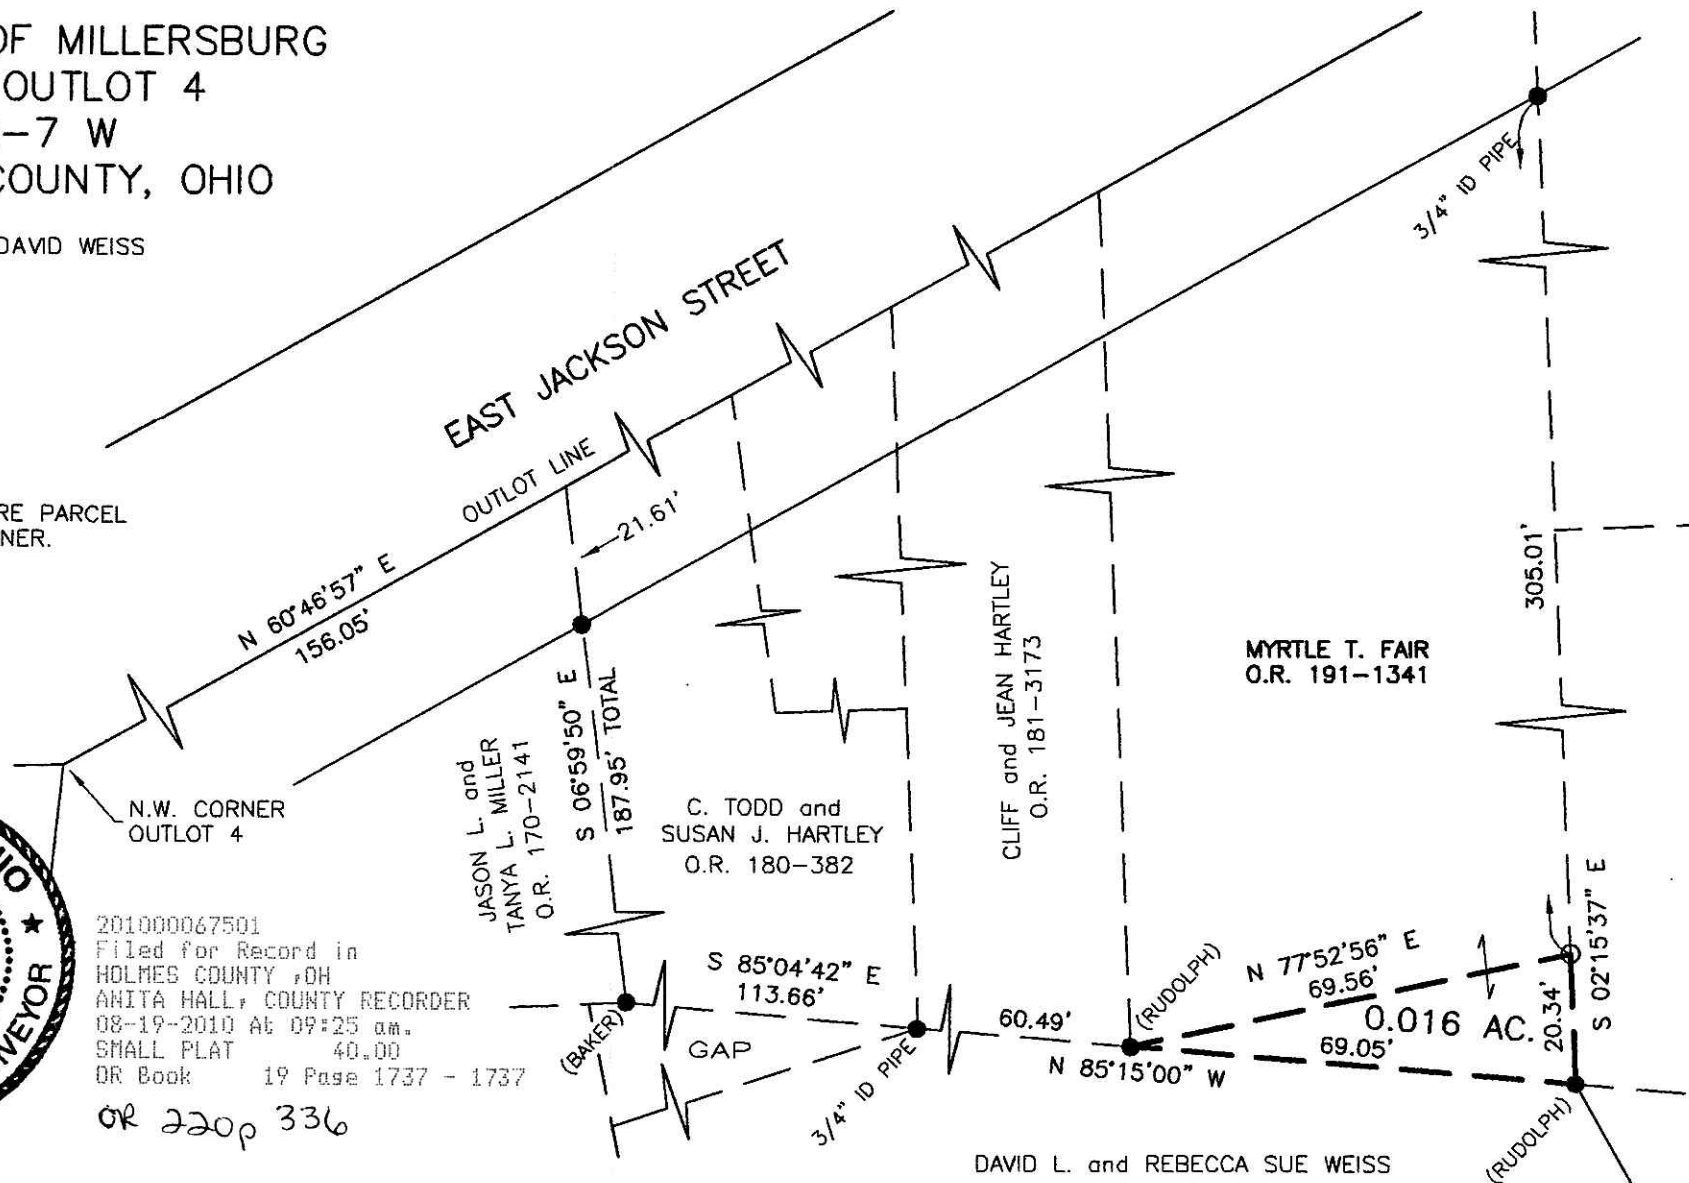 OF MILLERSBURG
OUTLOT 4
-7 W
COUNTY, OHIO
DAVID WEISS
3/4" ID PIPE
EAST JACKSON STREET
OUTLOT LINE
21.61'
RE PARCEL
NER.
N 60°46'57" E
156.05'
305.01'
MYRTLE T. FAIR
O.R. 191-1341
CLIFF and JEAN HARTLEY
O.R. 181-3173
S 06°59'50" E
187.95' TOTAL
JASON L. and
TANYA L. MILLER
O.R. 170-2141
C. TODD and
SUSAN J. HARTLEY
O.R. 180-382
N.W. CORNER
OUTLOT 4
HIO
VEYOR
201000067501
Filed for Record in
HOLMES COUNTY ,OH
ANITA HALL, COUNTY RECORDER
08-19-2010 At 09:25 am.
SMALL PLAT 40.00
OR Book 19 Page 1737 - 1737
OR 220p 336
S 85°04'42" E
113.66'
(BAKER)
GAP
3/4" ID PIPE
60.49'
(RUDOLPH)
N 85°15'00" W
N 77°52'56" E
69.56'
0.016 AC.
69.05'
20.34'
S 02°15'37" E
(RUDOLPH)
DAVID L. and REBECCA SUE WEISS